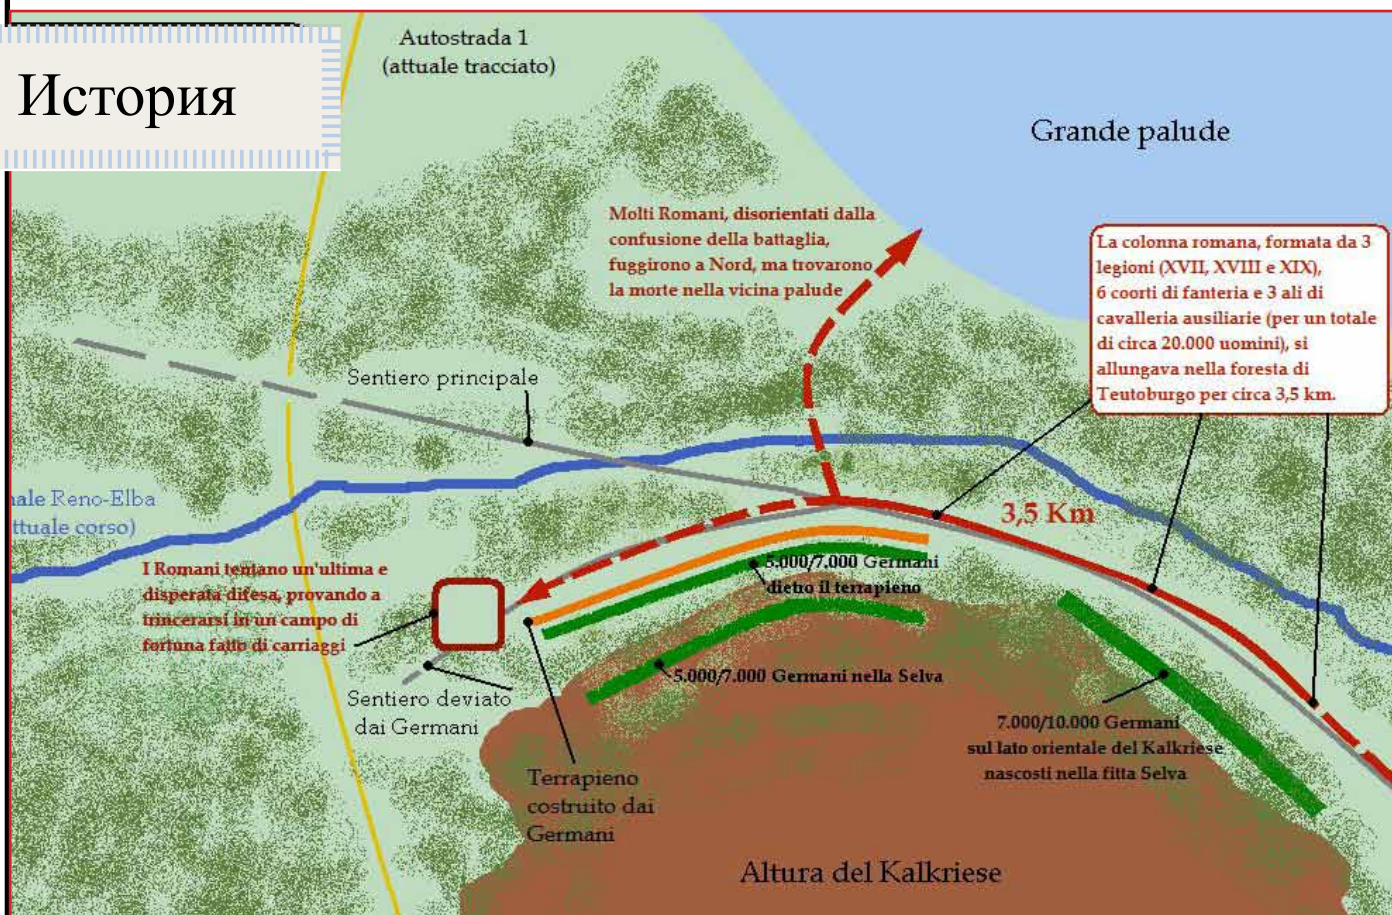 История
Autostrada 1
(attuale tracciato)
Grande palude
Molti Romani, disorientati dalla
confusione della battaglia,
fuggirono a Nord, ma trovarono
la morte nella vicina palude
La colonna romana, formata da 3
legioni (XVII, XVIII e XIX),
6 coorti di fanteria e 3 ali di
cavalleria ausiliarie (per un totale
di circa 20.000 uomini), si
allungava nella foresta di
Teutoburgo per circa 3,5 km.
Sentiero principale
nale Reno-Elba
ttuale corso)
3,5 Km
I Romani tentano un'ultima e
disperata difesa, provando a
trincerarsi in un campo di
fortuna fatto di carriaggi
5.000/7.000 Germani
dietro il terrapieno
5.000/7.000 Germani nella Selva
Sentiero deviato
dai Germani
7.000/10.000 Germani
sul lato orientale del Kalkriese
nascosti nella fitta Selva
Terrapieno
costruito dai
Germani
Altura del Kalkriese